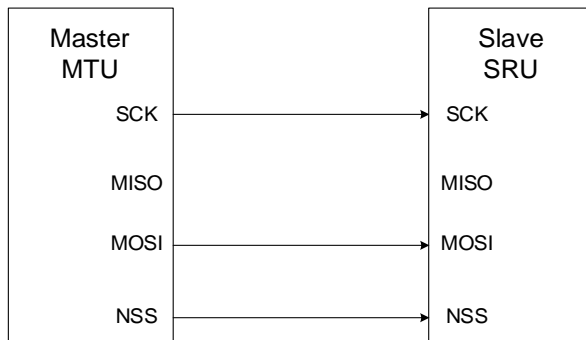 Master
MTU
SCK
MISO
MOSI
NSS
Slave
SRU
SCK
MISO
MOSI
NSS